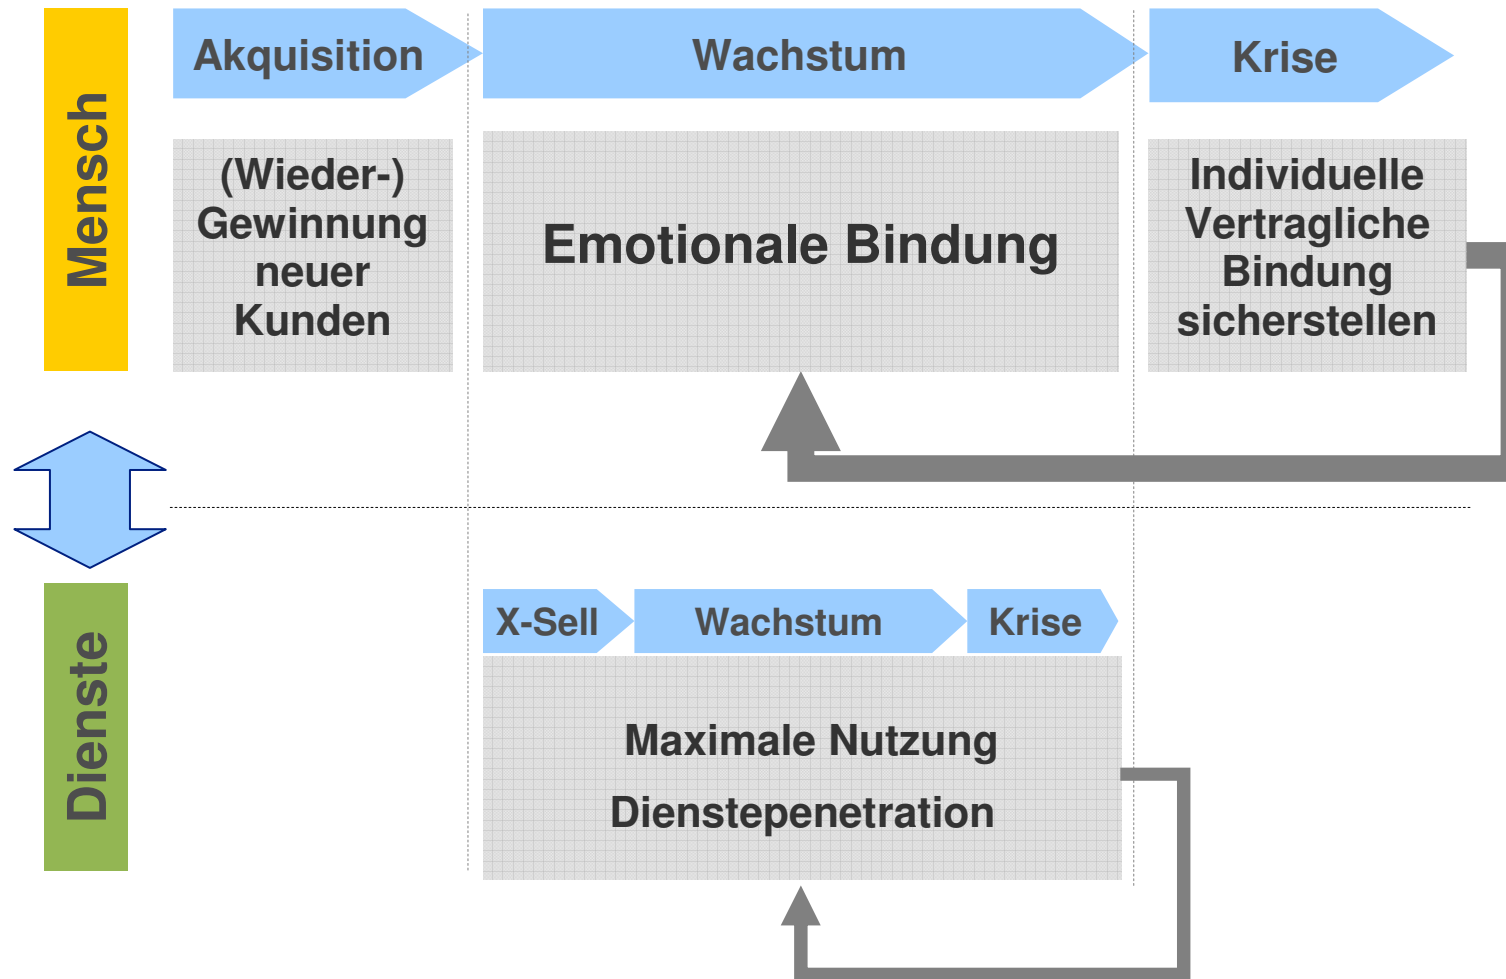 Mensch
Akquisition
Wachstum
Krise
(Wieder-)
Gewinnung
neuer
Kunden
Emotionale Bindung
Individuelle
Vertragliche
Bindung
sicherstellen
Dienste
X-Sell
Wachstum
Krise
Maximale Nutzung
Dienstepenetration